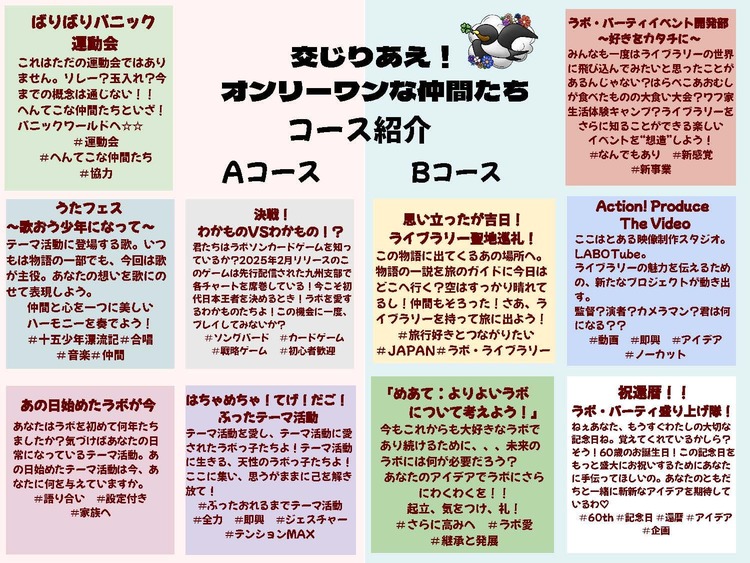 交じりあえ！
オンリーワンな仲間たち
コース紹介
Aコース
Bコース
ばりばりパニック
運動会
これはただの運動会ではあり
ません。リレー？玉入れ？今
までの概念は通じない！！
へんてこな仲間たちといざ！
パニックワールドへ☆☆
＃運動会
＃へんてこな仲間たち
＃協力
うたフェス
～歌おう少年になって～
テーマ活動に登場する歌。いつ
もは物語の一部でも、今回は歌
が主役。あなたの想いを歌にの
せて表現しよう。
仲間と心を一つに美しい
ハーモニーを奏でよう！
＃十五少年漂流記＃合唱
＃音楽＃仲間
決戦！
わかものVSわかもの！？
君たちはラボソンカードゲームを知
っているか？2025年2月リリースのこ
のゲームは先行配信された九州支部で
各チャートを席巻している！今こそ初
代日本王者を決めるとき！ラボを愛す
るわかものたちよ！この機会に一度、
プレイしてみないか？
＃ソングバード　＃カードゲーム
＃戦略ゲーム　＃初心者歓迎
あの日始めたラボが今
あなたはラボを初めて何年たち
ましたか？気づけばあなたの日
常になっているテーマ活動。あ
の日始めたテーマ活動は今、あ
なたに何を与えていますか。
＃語り合い　＃設定付き
＃家族へ
はちゃめちゃ！てげ！だご！
ぶったテーマ活動
テーマ活動を愛し、テーマ活動に愛
されたラボっ子たちよ！テーマ活動
に生きる、天性のラボっ子たちよ！
ここに集い、思うがままに己を解き
放て！
＃ぶったおれるまでテーマ活動
＃全力　＃即興　＃ジェスチャー
＃テンションMAX
ラボ・パーティイベント開発部
～好きをカタチに～
みんなも一度はライブラリーの世界
に飛び込んでみたいと思ったことが
あるんじゃない？はらぺこあおむし
が食べたものの大食い大会？ワフ家
生活体験キャンプ？ライブラリーを
さらに知ることができる楽しい
イベントを“想造”しよう！
＃なんでもあり　＃新感覚
＃新事業
思い立ったが吉日！
ライブラリー聖地巡礼！
この物語に出てくるあの場所へ。
物語の一説を旅のガイドに今日は
どこへ行く？空はすっかり晴れて
るし！仲間もそろった！さあ、ラ
イブラリーを持って旅に出よう！
＃旅行好きとつながりたい
＃JAPAN＃ラボ・ライブラリー
Action! Produce
The Video
ここはとある映像制作スタジオ。
LABOTube。
ライブラリーの魅力を伝えるため
の、新たなプロジェクトが動き出
す。
監督？演者？カメラマン？君は何
になる？？
＃動画　＃即興　＃アイデア
＃ノーカット
「めあて：よりよいラボ
について考えよう！」
今もこれからも大好きなラボで
あり続けるために、、、未来の
ラボには何が必要だろう？
あなたのアイデアでラボにさら
にわくわくを！！
起立、気をつけ、礼！
＃さらに高みへ　＃ラボ愛
＃継承と発展
祝還暦！！
ラボ・パーティ盛り上げ隊！
ねぇあなた、もうすぐわたしの大切な
記念日ね。覚えてくれているかしら？
そう！60歳のお誕生日！この記念日を
もっと盛大にお祝いするためにあなた
に手伝ってほしいの。あなたのともだ
ちと一緒に斬新なアイデアを期待して
いるわ♡
＃60th ＃記念日 ＃還暦 ＃アイデア
＃企画